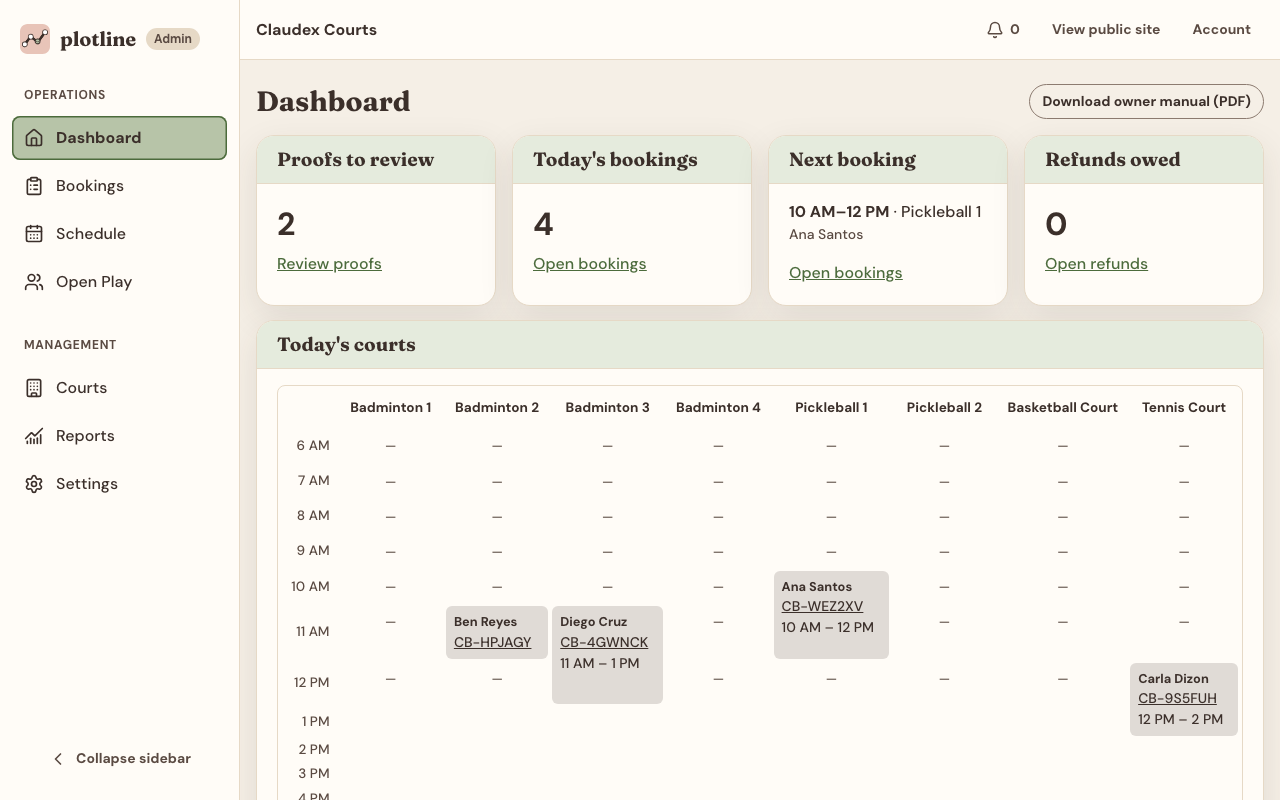 plotline Admin
OPERATIONS
Dashboard
Bookings
Schedule
Open Play
MANAGEMENT
Courts
Reports
Settings
Collapse sidebar
Claudex Courts
0
View public site
Account
Dashboard
Download owner manual (PDF)
Proofs to review
2
Review proofs
Today's bookings
4
Open bookings
Next booking
10 AM–12 PM · Pickleball 1
Ana Santos
Open bookings
Refunds owed
0
Open refunds
Today's courts
Badminton 1 Badminton 2 Badminton 3 Badminton 4 Pickleball 1 Pickleball 2 Basketball Court Tennis Court
6 AM — — — — — — — —
7 AM — — — — — — — —
8 AM — — — — — — — —
9 AM — — — — — — — —
10 AM — — — — — — —
Ana Santos
CB-WEZ2XV
10 AM – 12 PM
11 AM — — — — —
Ben Reyes
CB-HPJAGY
Diego Cruz
CB-4GWNCK
11 AM – 1 PM
12 PM — — — — — —
Carla Dizon
CB-9S5FUH
12 PM – 2 PM
1 PM
2 PM
3 PM
4 PM